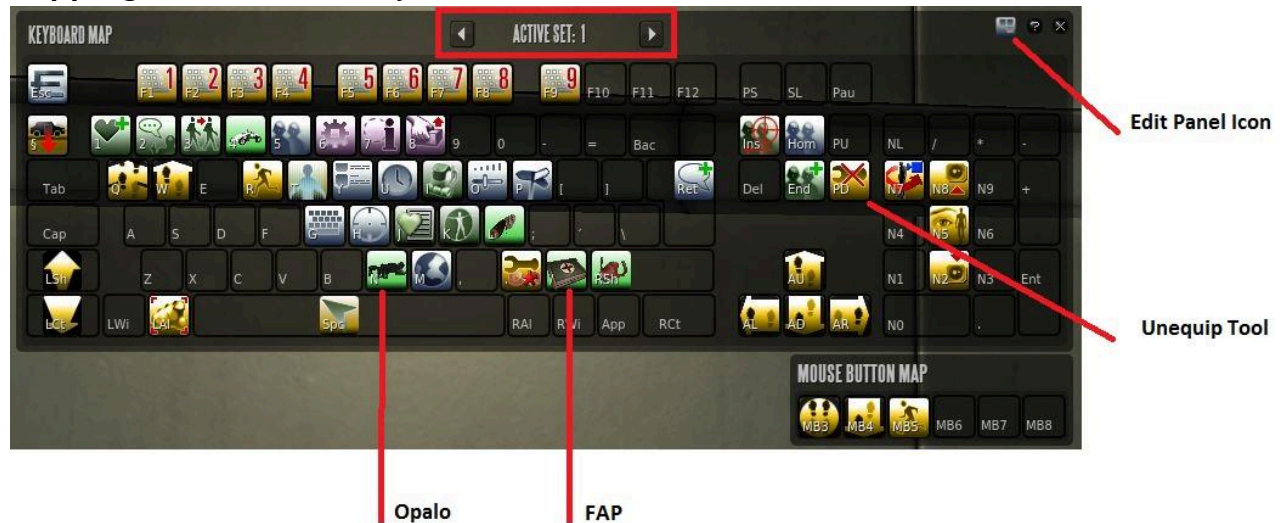 KEYBOARD MAP
ACTIVE SET: 1
?
Esc 1 F1 2 F2 3 F3 4 F4 5 F5 6 F6 7 F7 8 F8 9 F9 F10 F11 F12 PS SL Pau
Edit Panel Icon
§ 1 2 3 4 5 6 7 8 9 0 - = Bac Ins Hom PU NL / * -
Tab Q W E R T Y U I O P [ ] Ret Del End PD N7 N8 N9 +
Cap A S D F G H J K L ; ' \ N4 N5 N6
LSh Z X C V B N M , . / RSh AU N1 N2 N3 Ent
LCt LWi LAl Spc RAl RWi App RCt AL AD AR N0 .
Unequip Tool
MOUSE BUTTON MAP
MB3 MB4 MB5 MB6 MB7 MB8
Opalo
FAP